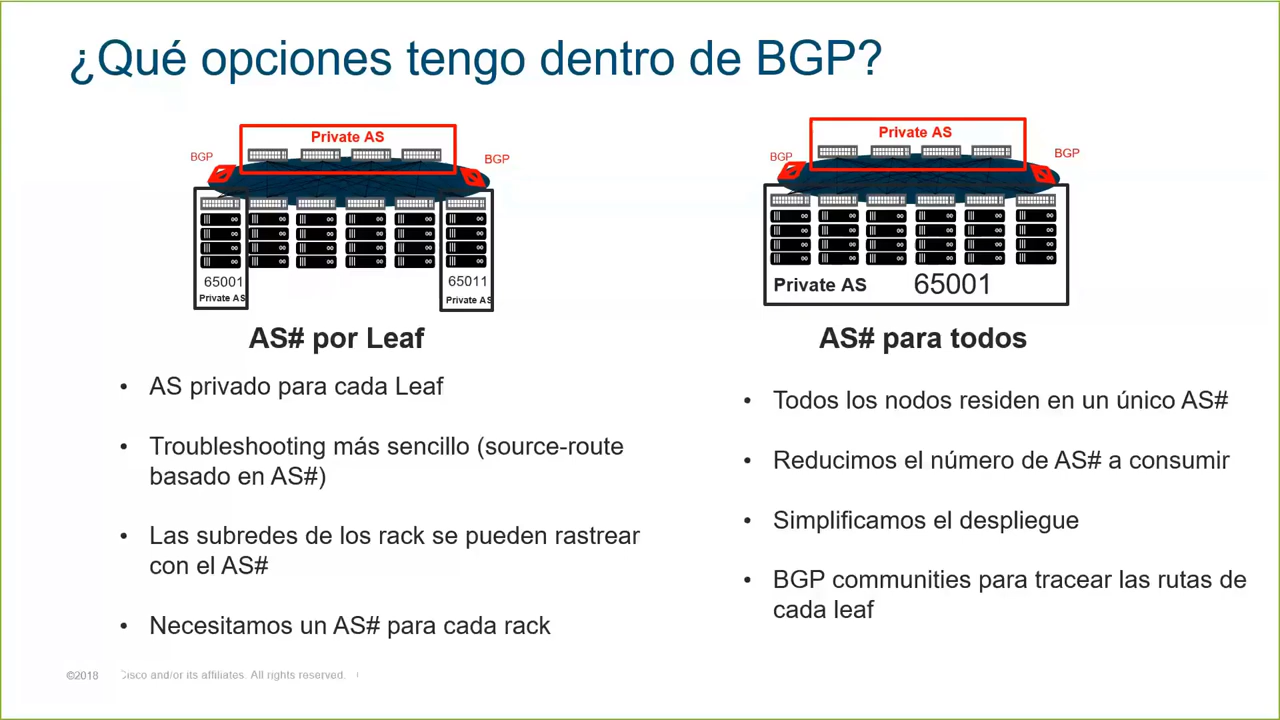 ¿Qué opciones tengo dentro de BGP?
Private AS
BGP
BGP
65001
Private AS
65011
Private AS
AS# por Leaf
• AS privado para cada Leaf
• Troubleshooting más sencillo (source-route
basado en AS#)
• Las subredes de los rack se pueden rastrear
con el AS#
• Necesitamos un AS# para cada rack
Private AS
BGP
BGP
Private AS 65001
AS# para todos
• Todos los nodos residen en un único AS#
• Reducimos el número de AS# a consumir
• Simplificamos el despliegue
• BGP communities para tracear las rutas de
cada leaf
©2018 Cisco and/or its affiliates. All rights reserved.